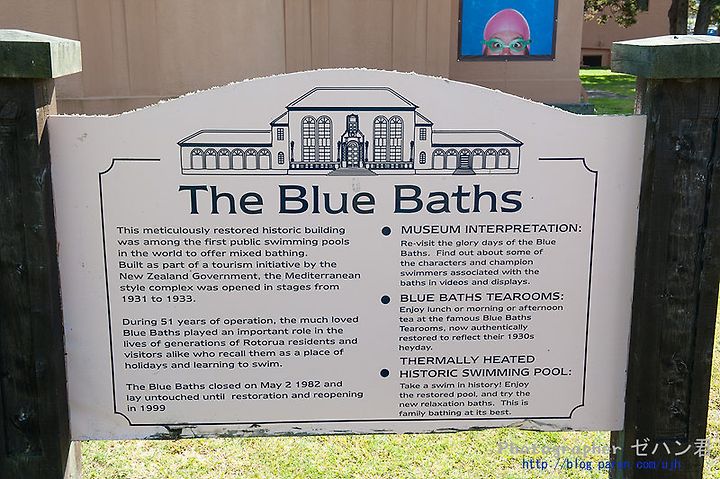 The Blue Baths
This meticulously restored historic building
was among the first public swimming pools
in the world to offer mixed bathing.
Built as part of a tourism initiative by the
New Zealand Government, the Mediterranean
style complex was opened in stages from
1931 to 1933.
During 51 years of operation, the much loved
Blue Baths played an important role in the
lives of generations of Rotorua residents and
visitors alike who recall them as a place of
holidays and learning to swim.
The Blue Baths closed on May 2 1982 and
lay untouched until restoration and reopening
in 1999
MUSEUM INTERPRETATION:
Re-visit the glory days of the Blue
Baths. Find out about some of
the characters and champion
swimmers associated with the
baths in videos and displays.
BLUE BATHS TEAROOMS:
Enjoy lunch or morning or afternoon
tea at the famous Blue Baths
Tearooms, now authentically
restored to reflect their 1930s
heyday.
THERMALLY HEATED
HISTORIC SWIMMING POOL:
Take a swim in history! Enjoy
the restored pool, and try the
new relaxation baths. This is
family bathing at its best.
Photographer ゼハン君